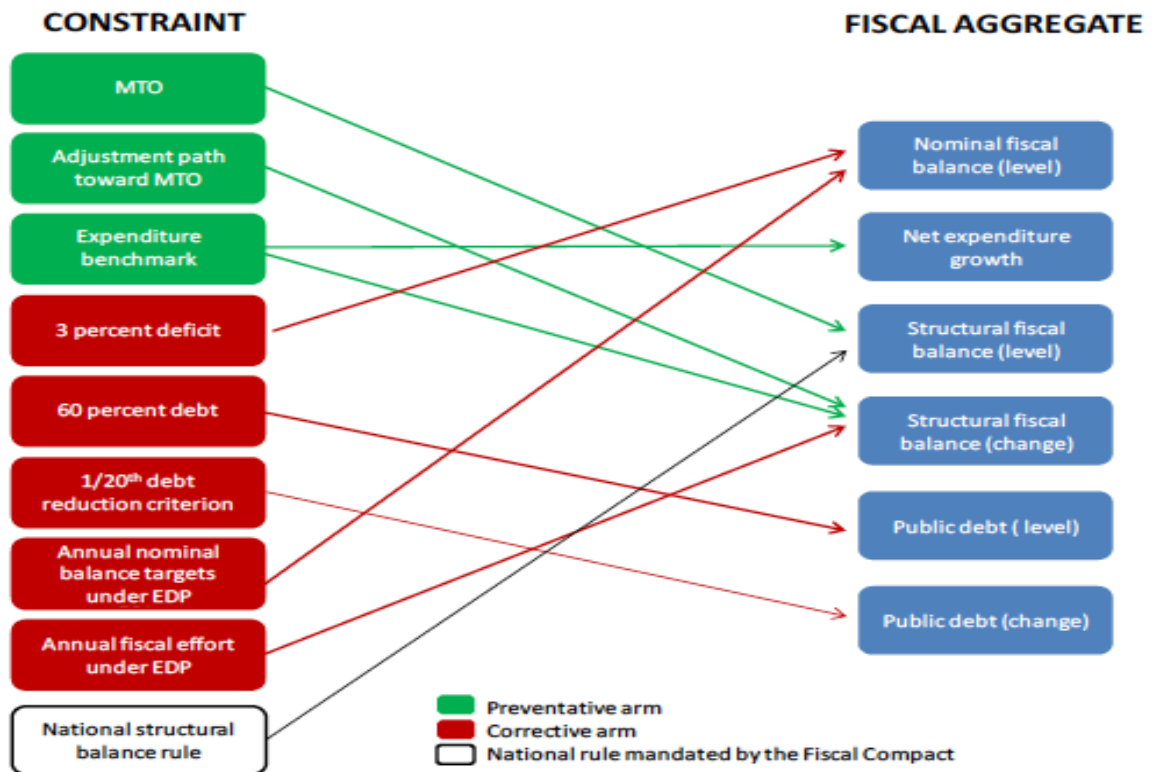 CONSTRAINT
FISCAL AGGREGATE
MTO
Adjustment path
toward MTO
Expenditure
benchmark
3 percent deficit
60 percent debt
1/20th debt
reduction criterion
Annual nominal
balance targets
under EDP
Annual fiscal effort
under EDP
National structural
balance rule
Nominal fiscal
balance (level)
Net expenditure
growth
Structural fiscal
balance (level)
Structural fiscal
balance (change)
Public debt ( level)
Public debt (change)
Preventative arm
Corrective arm
National rule mandated by the Fiscal Compact